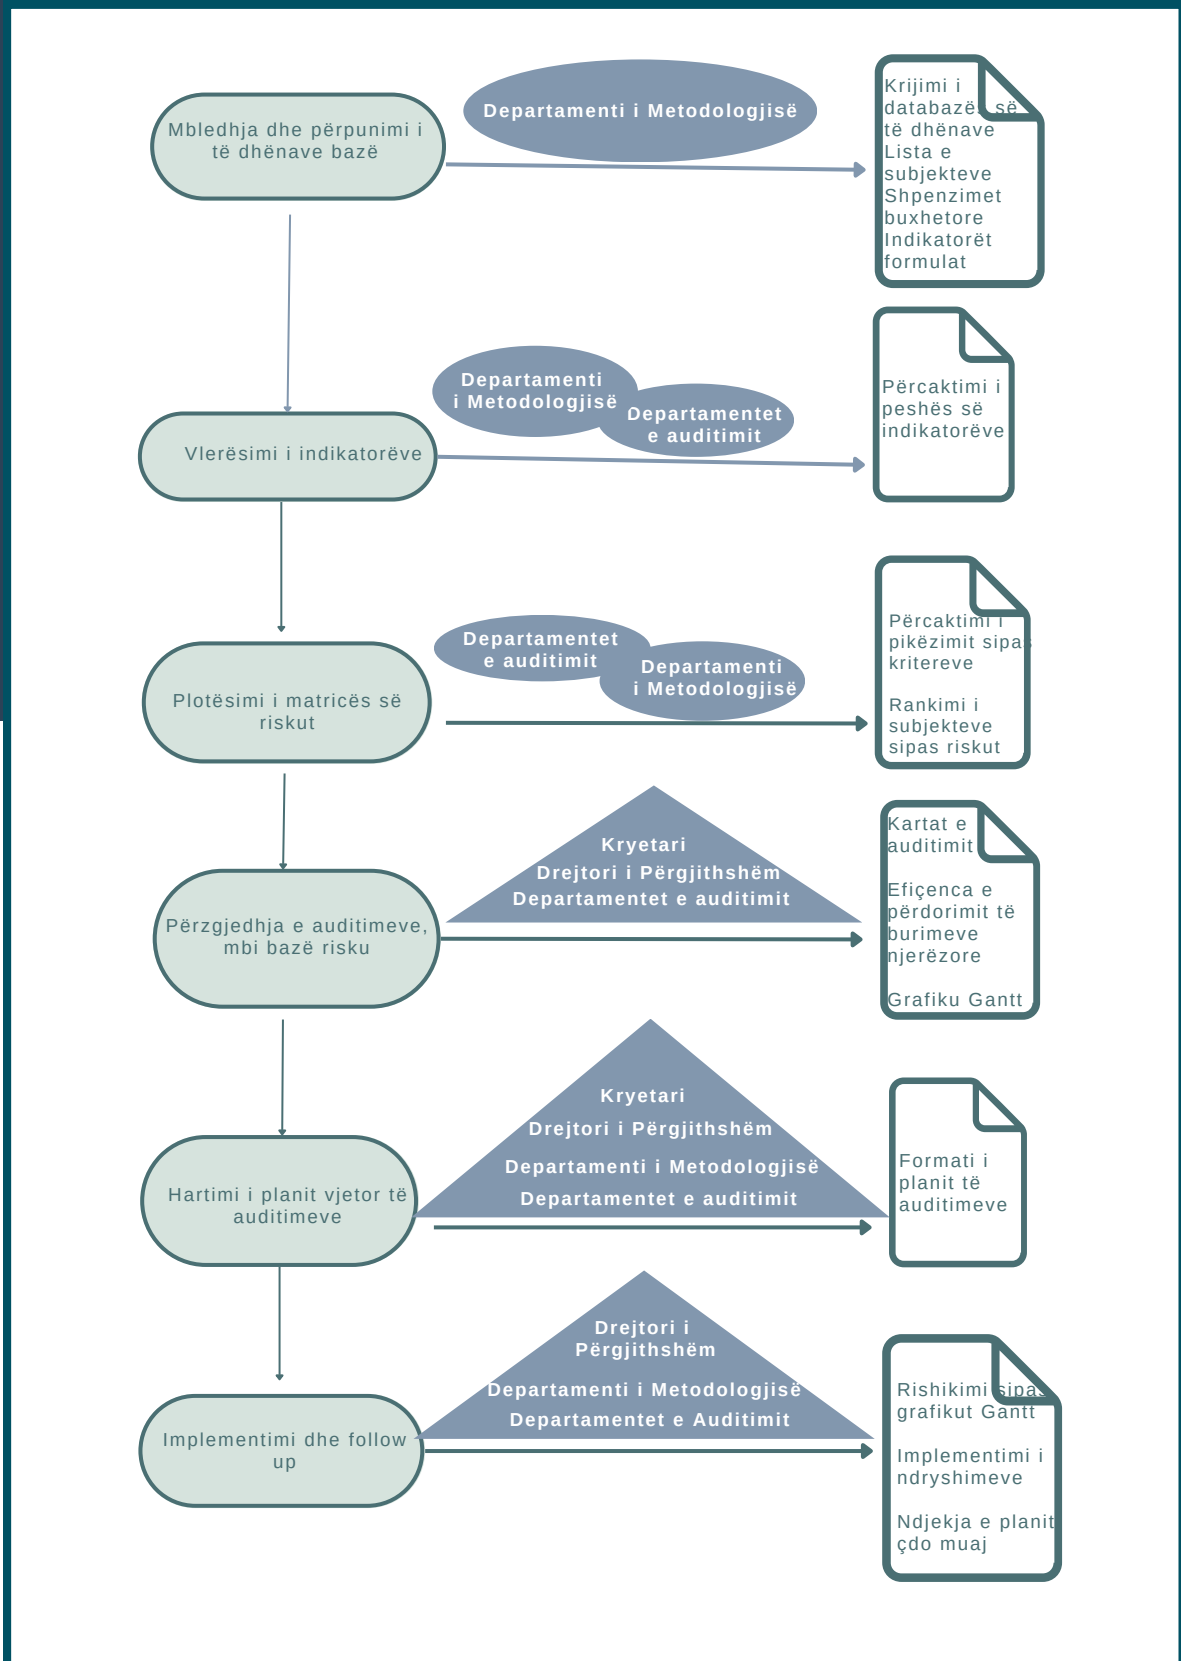 Mbledhja dhe përpunimi i
të dhënave bazë
Departamenti i Metodologjisë
Krijimi i
databazës së
të dhënave
Lista e
subjekteve
Shpenzimet
buxhetore
Indikatorët
formulat
Vlerësimi i indikatorëve
Departamenti
i Metodologjisë
Departamentet
e auditimit
Përcaktimi i
peshës së
indikatorëve
Plotësimi i matricës së
riskut
Departamentet
e auditimit
Departamenti
i Metodologjisë
Përcaktimi i
pikëzimit sipas
kritereve
Rankimi i
subjekteve
sipas riskut
Përzgjedhja e auditimeve,
mbi bazë risku
Kryetari
Drejtori i Përgjithshëm
Departamentet e auditimit
Kartat e
auditimit
Efiçenca e
përdorimit të
burimeve
njerëzore
Grafiku Gantt
Hartimi i planit vjetor të
auditimeve
Kryetari
Drejtori i Përgjithshëm
Departamenti i Metodologjisë
Departamentet e auditimit
Formati i
planit të
auditimeve
Implementimi dhe follow
up
Drejtori i
Përgjithshëm
Departamenti i Metodologjisë
Departamentet e Auditimit
Rishikimi sipas
grafikut Gantt
Implementimi i
ndryshimeve
Ndjekja e planit
çdo muaj